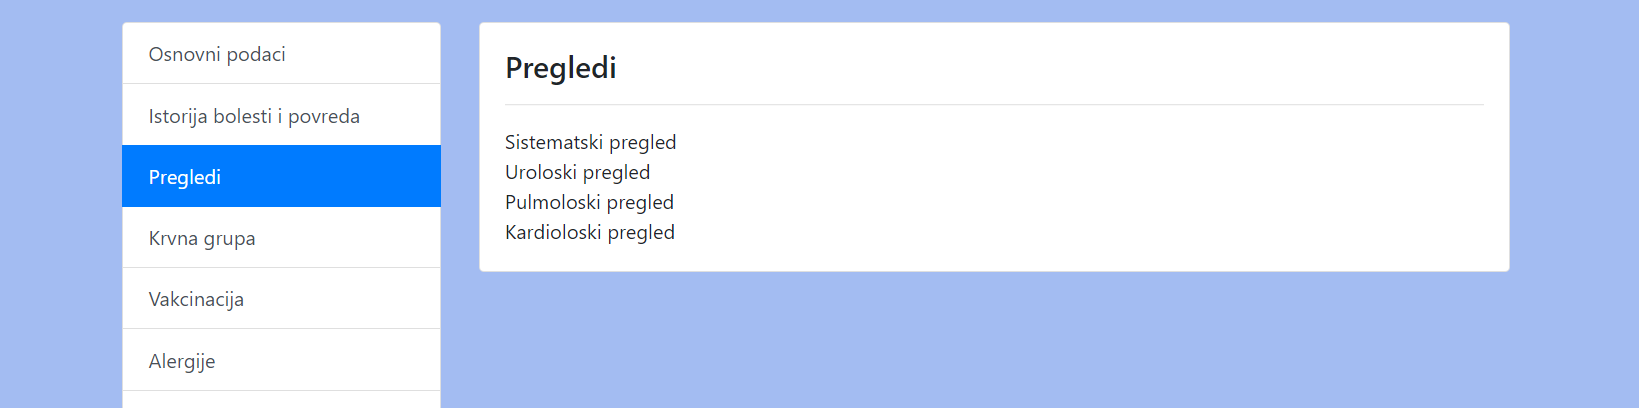 Osnovni podaci
Istorija bolesti i povreda
Pregledi
Krvna grupa
Vakcinacija
Alergije
Pregledi
Sistematski pregled
Uroloski pregled
Pulmoloski pregled
Kardioloski pregled